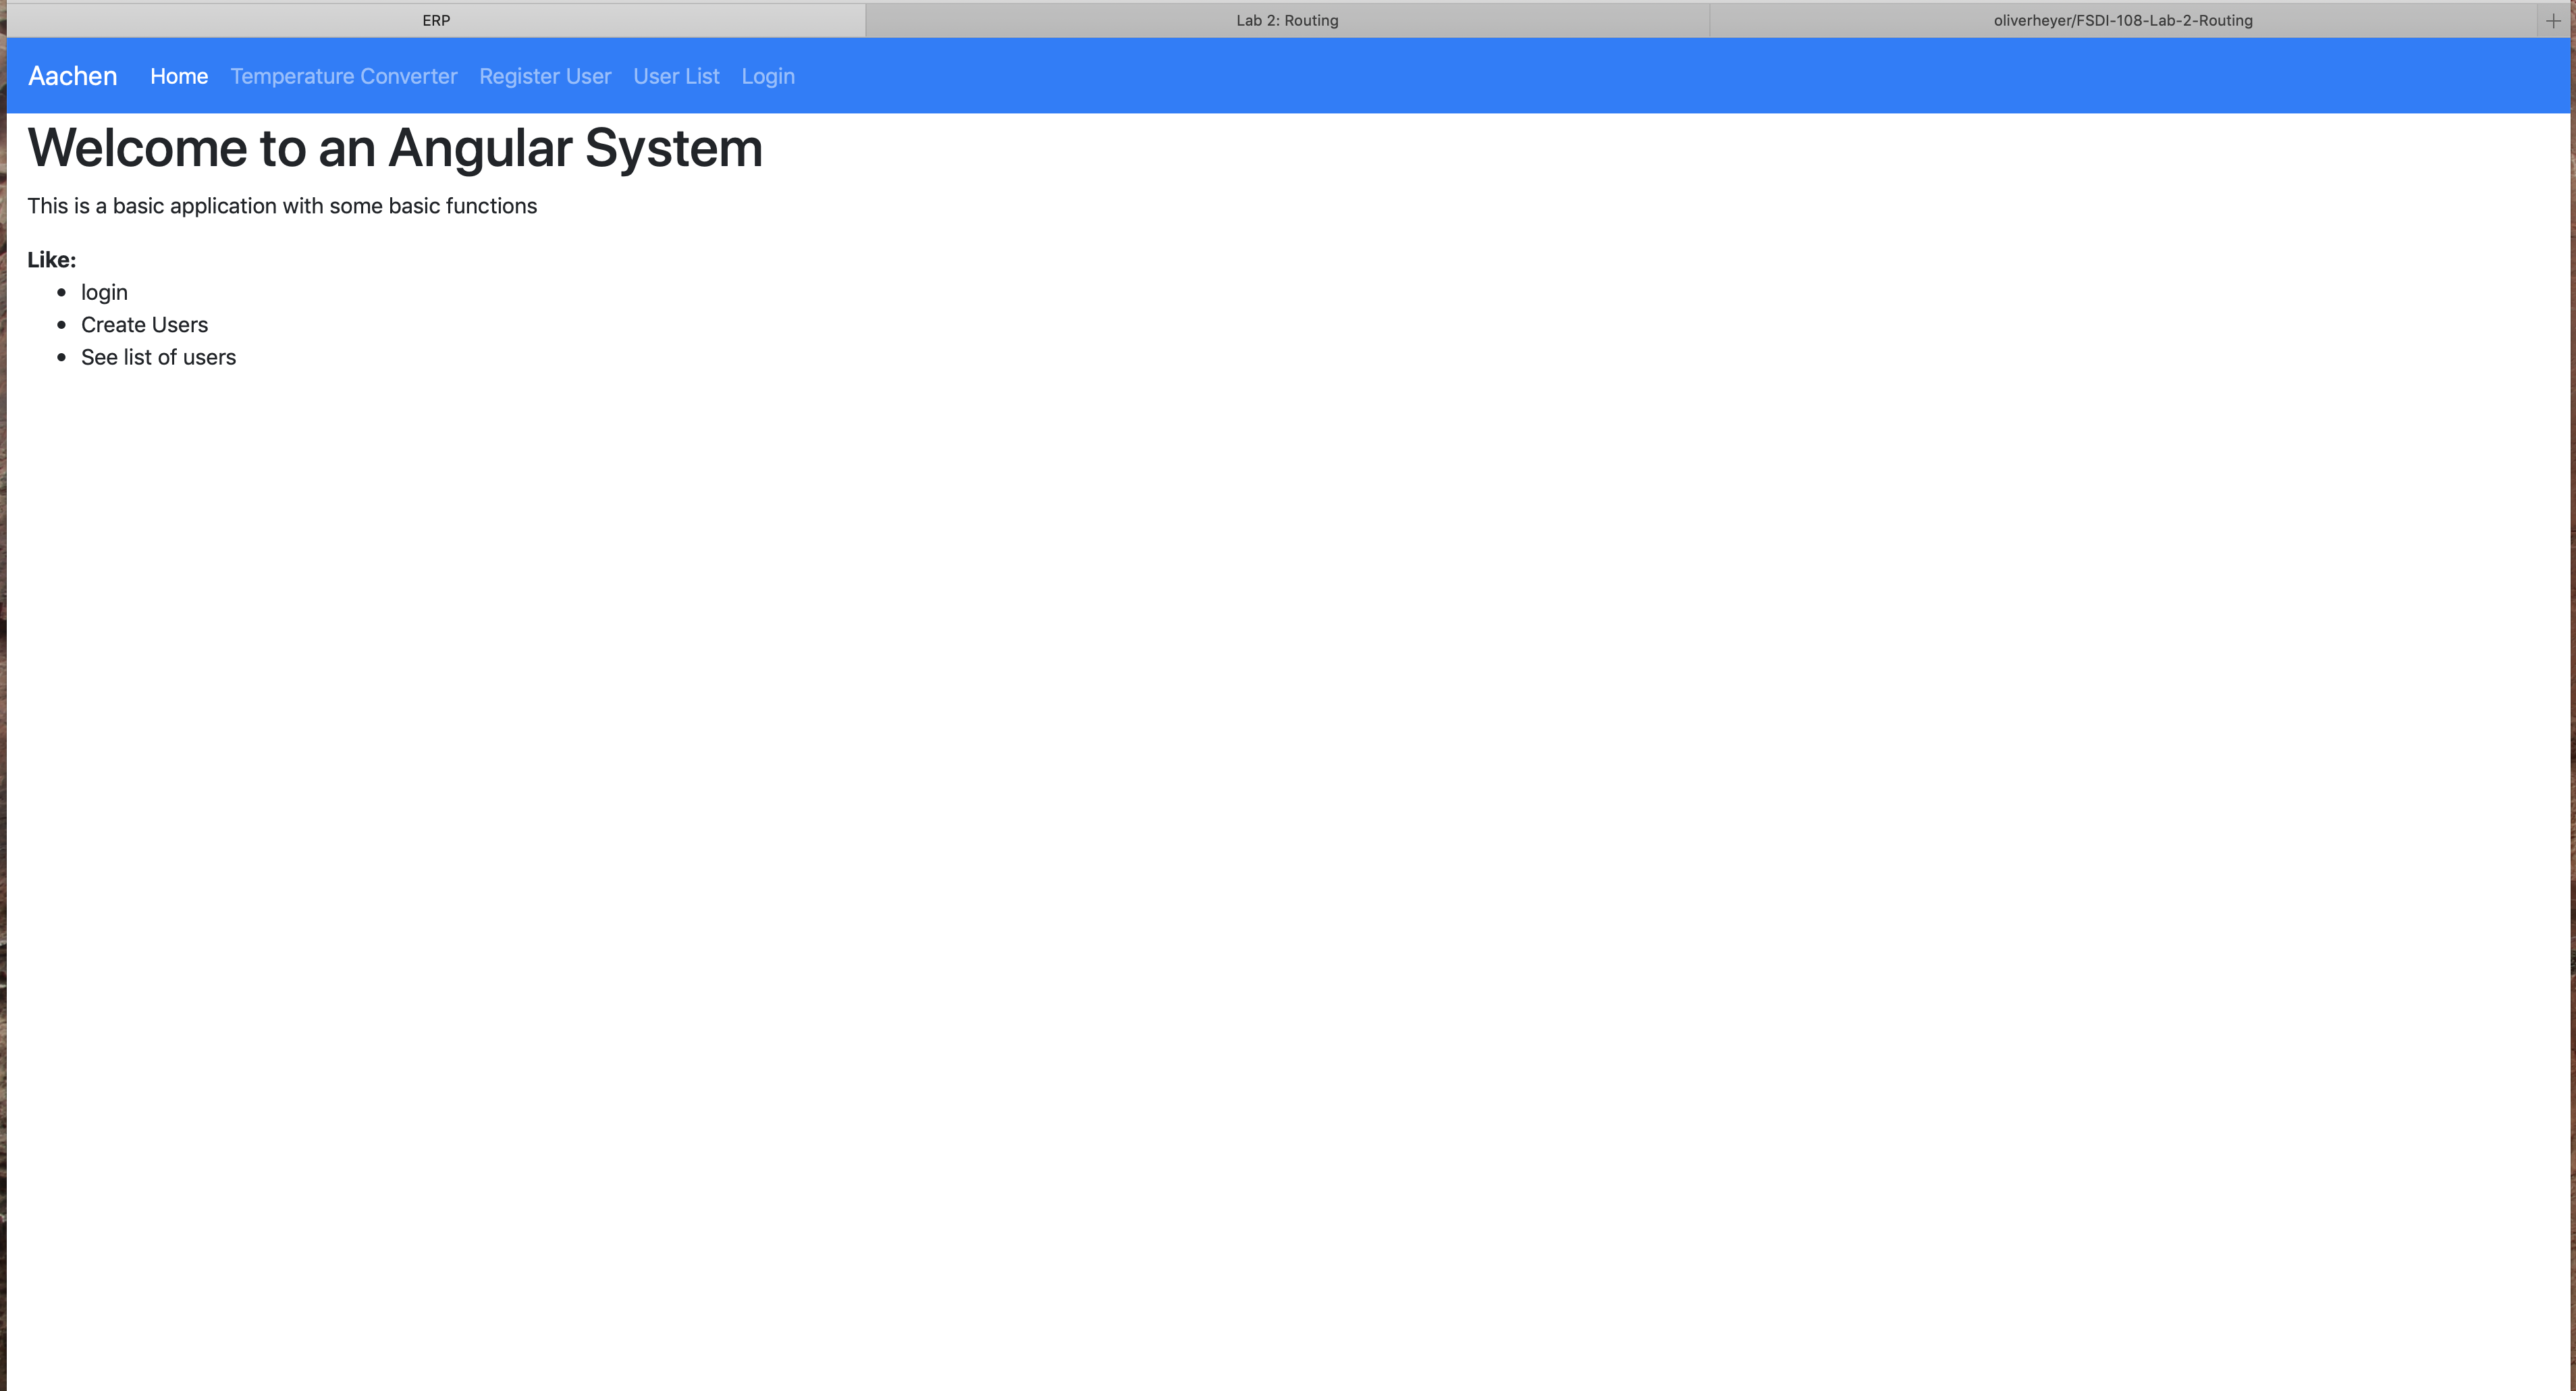 ERP Lab 2: Routing oliverheyer/FSDI-108-Lab-2-Routing
Aachen Home Temperature Converter Register User User List Login
Welcome to an Angular System
This is a basic application with some basic functions
Like:
login
Create Users
See list of users